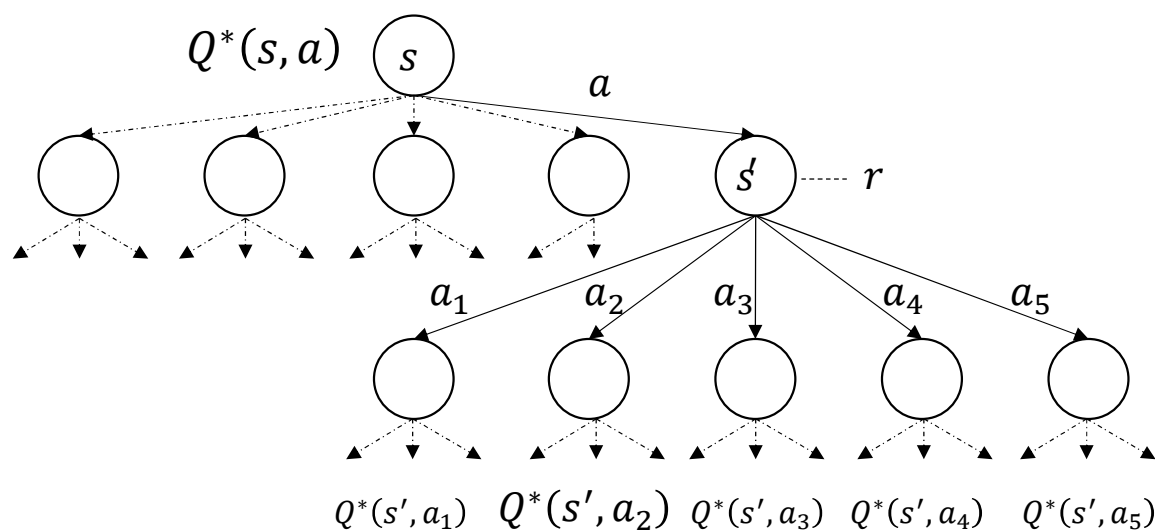 Q*(s, a)
s
a
s′
r
a₁ a₂ a₃ a₄ a₅
Q*(s′, a₁) Q*(s′, a₂) Q*(s′, a₃) Q*(s′, a₄) Q*(s′, a₅)